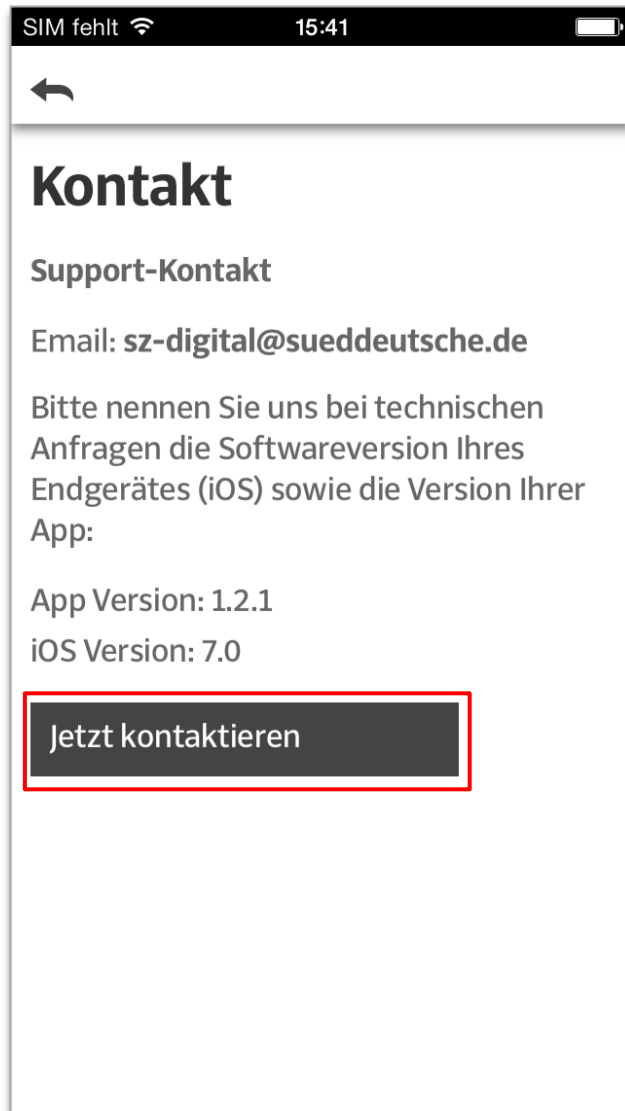 SIM fehlt
15:41
Kontakt
Support-Kontakt
Email: sz-digital@sueddeutsche.de
Bitte nennen Sie uns bei technischen
Anfragen die Softwareversion Ihres
Endgerätes (iOS) sowie die Version Ihrer
App:
App Version: 1.2.1
iOS Version: 7.0
Jetzt kontaktieren